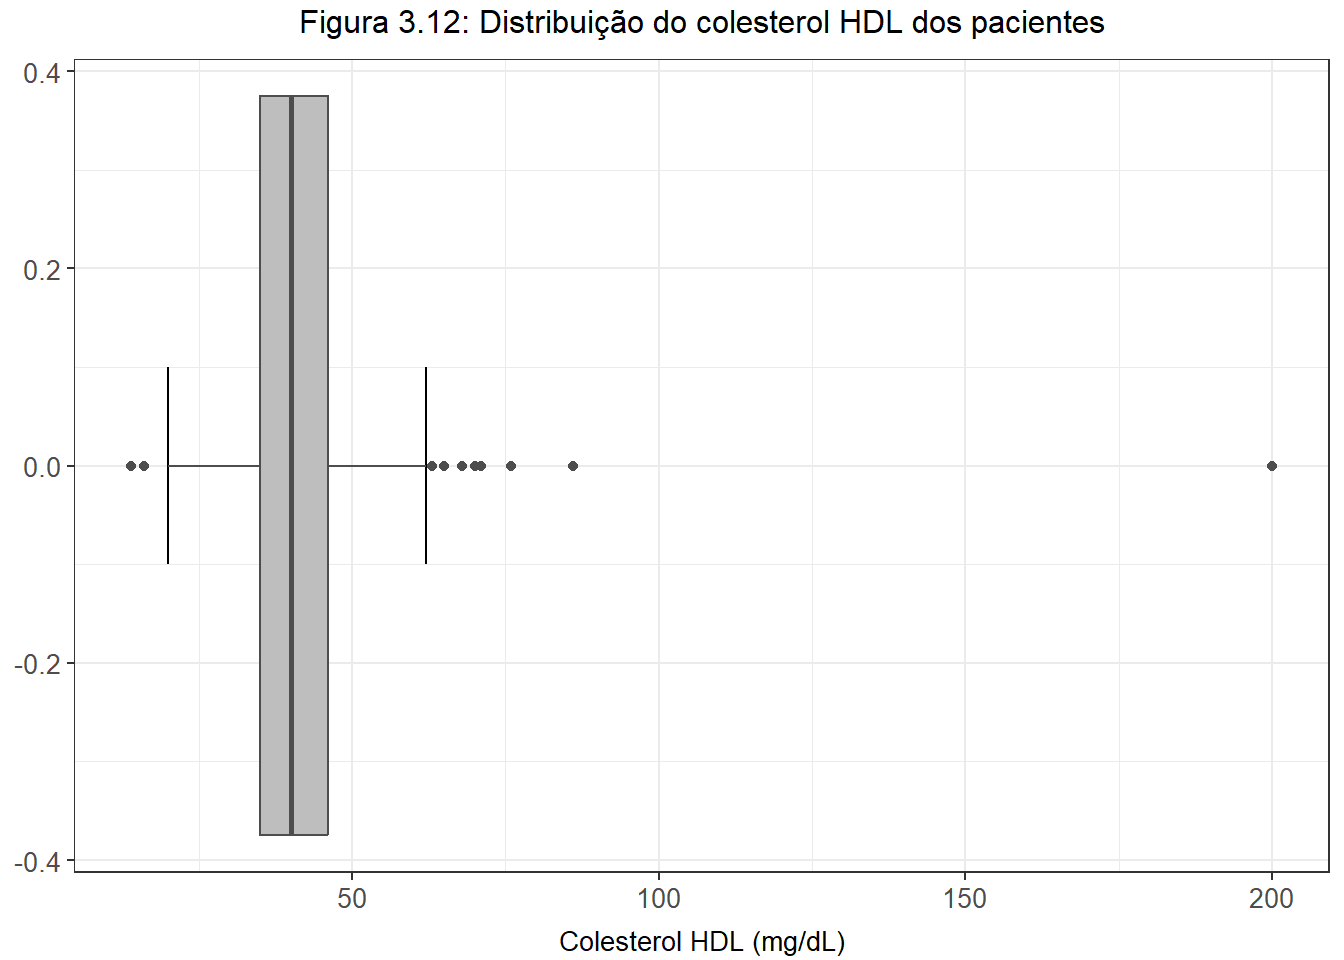 Figura 3.12: Distribuição do colesterol HDL dos pacientes
0.4
0.2
0.0
-0.2
-0.4
50 100 150 200
Colesterol HDL (mg/dL)